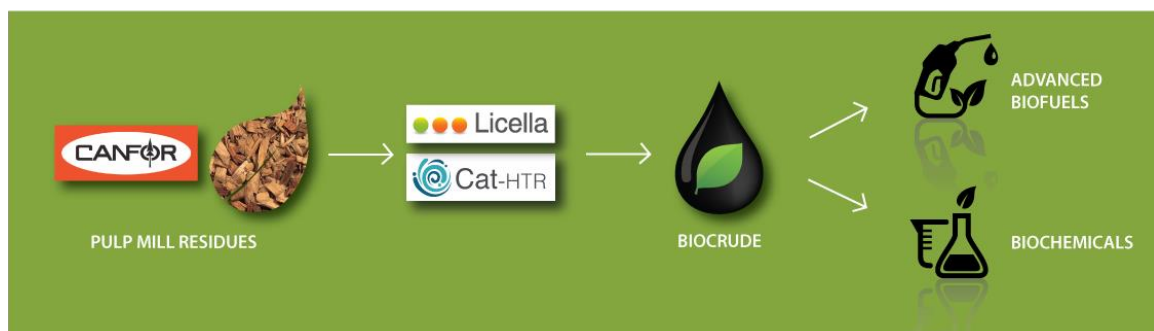 CANFOR
PULP MILL RESIDUES
Licella
Cat-HTR
BIOCRUDE
ADVANCED
BIOFUELS
BIOCHEMICALS